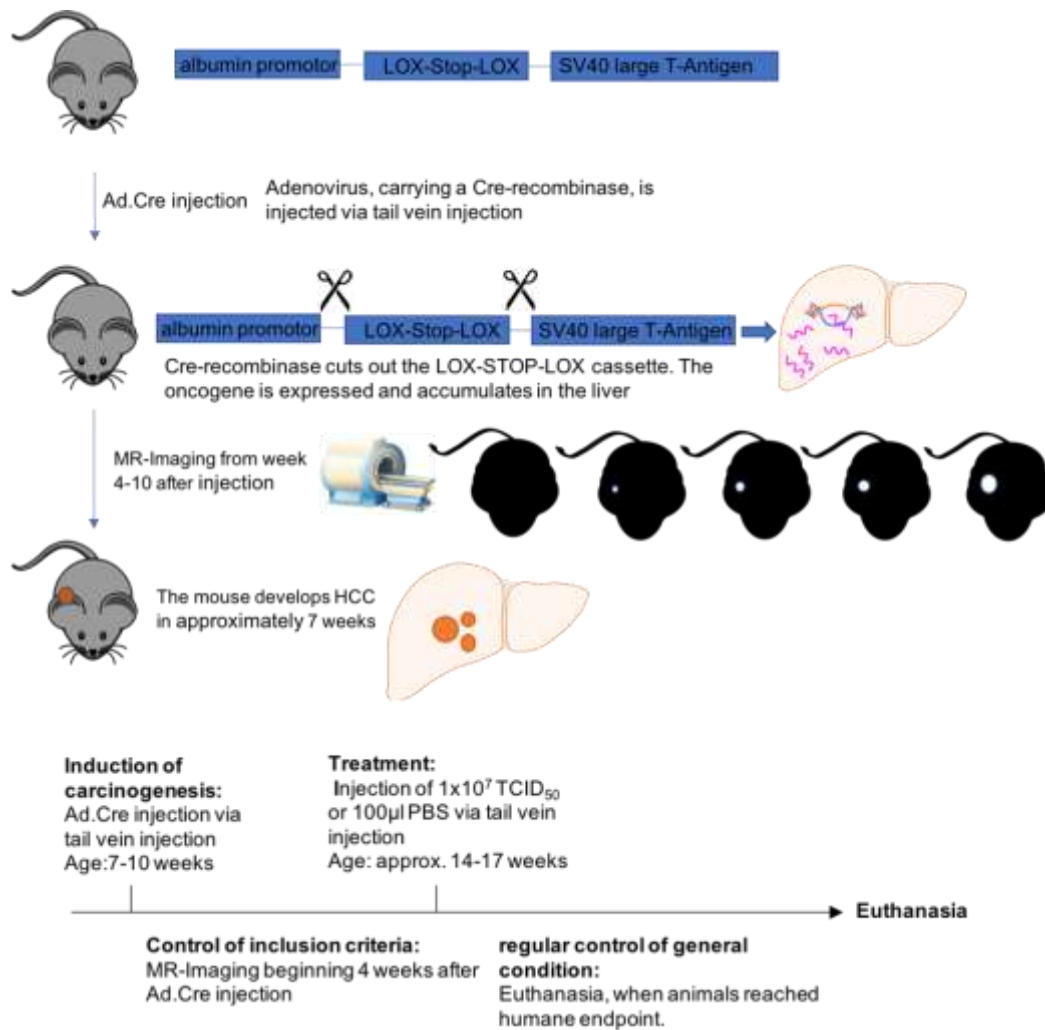 albumin promotor LOX-Stop-LOX SV40 large T-Antigen
Ad.Cre injection
Adenovirus, carrying a Cre-recombinase, is
injected via tail vein injection
albumin promotor LOX-Stop-LOX SV40 large T-Antigen
Cre-recombinase cuts out the LOX-STOP-LOX cassette. The
oncogene is expressed and accumulates in the liver
MR-Imaging from week
4-10 after injection
The mouse develops HCC
in approximately 7 weeks
Induction of
carcinogenesis:
Ad.Cre injection via
tail vein injection
Age:7-10 weeks
Treatment:
Injection of 1x10⁷ TCID₅₀
or 100µl PBS via tail vein
injection
Age: approx. 14-17 weeks
Euthanasia
Control of inclusion criteria:
MR-Imaging beginning 4 weeks after
Ad.Cre injection
regular control of general
condition:
Euthanasia, when animals reached
humane endpoint.